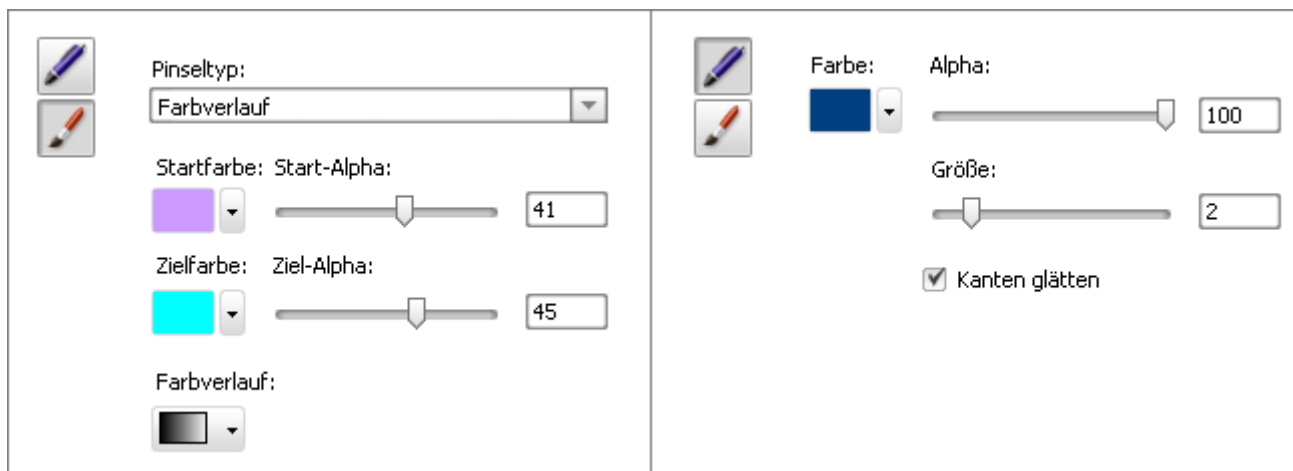 Pinseltyp:
Farbverlauf
Startfarbe: Start-Alpha:
41
Zielfarbe: Ziel-Alpha:
45
Farbverlauf:
Farbe: Alpha:
100
Größe:
2
Kanten glätten